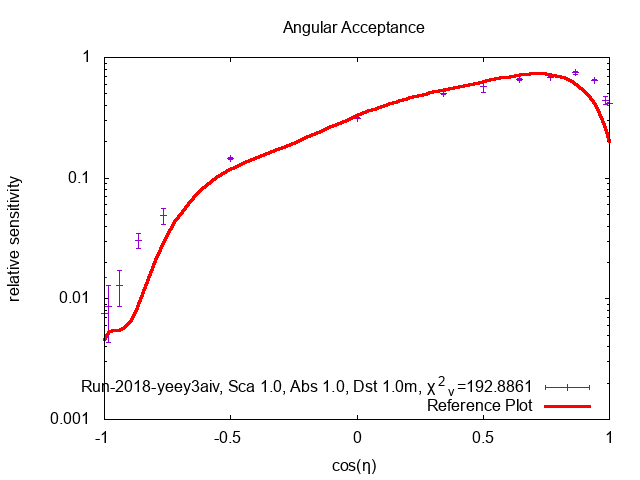 Angular Acceptance
1
0.1
0.01
0.001
relative sensitivity
Run-2018-yeey3aiv, Sca 1.0, Abs 1.0, Dst 1.0m, χ²ᵥ=192.8861
Reference Plot
-1 -0.5 0 0.5 1
cos(η)